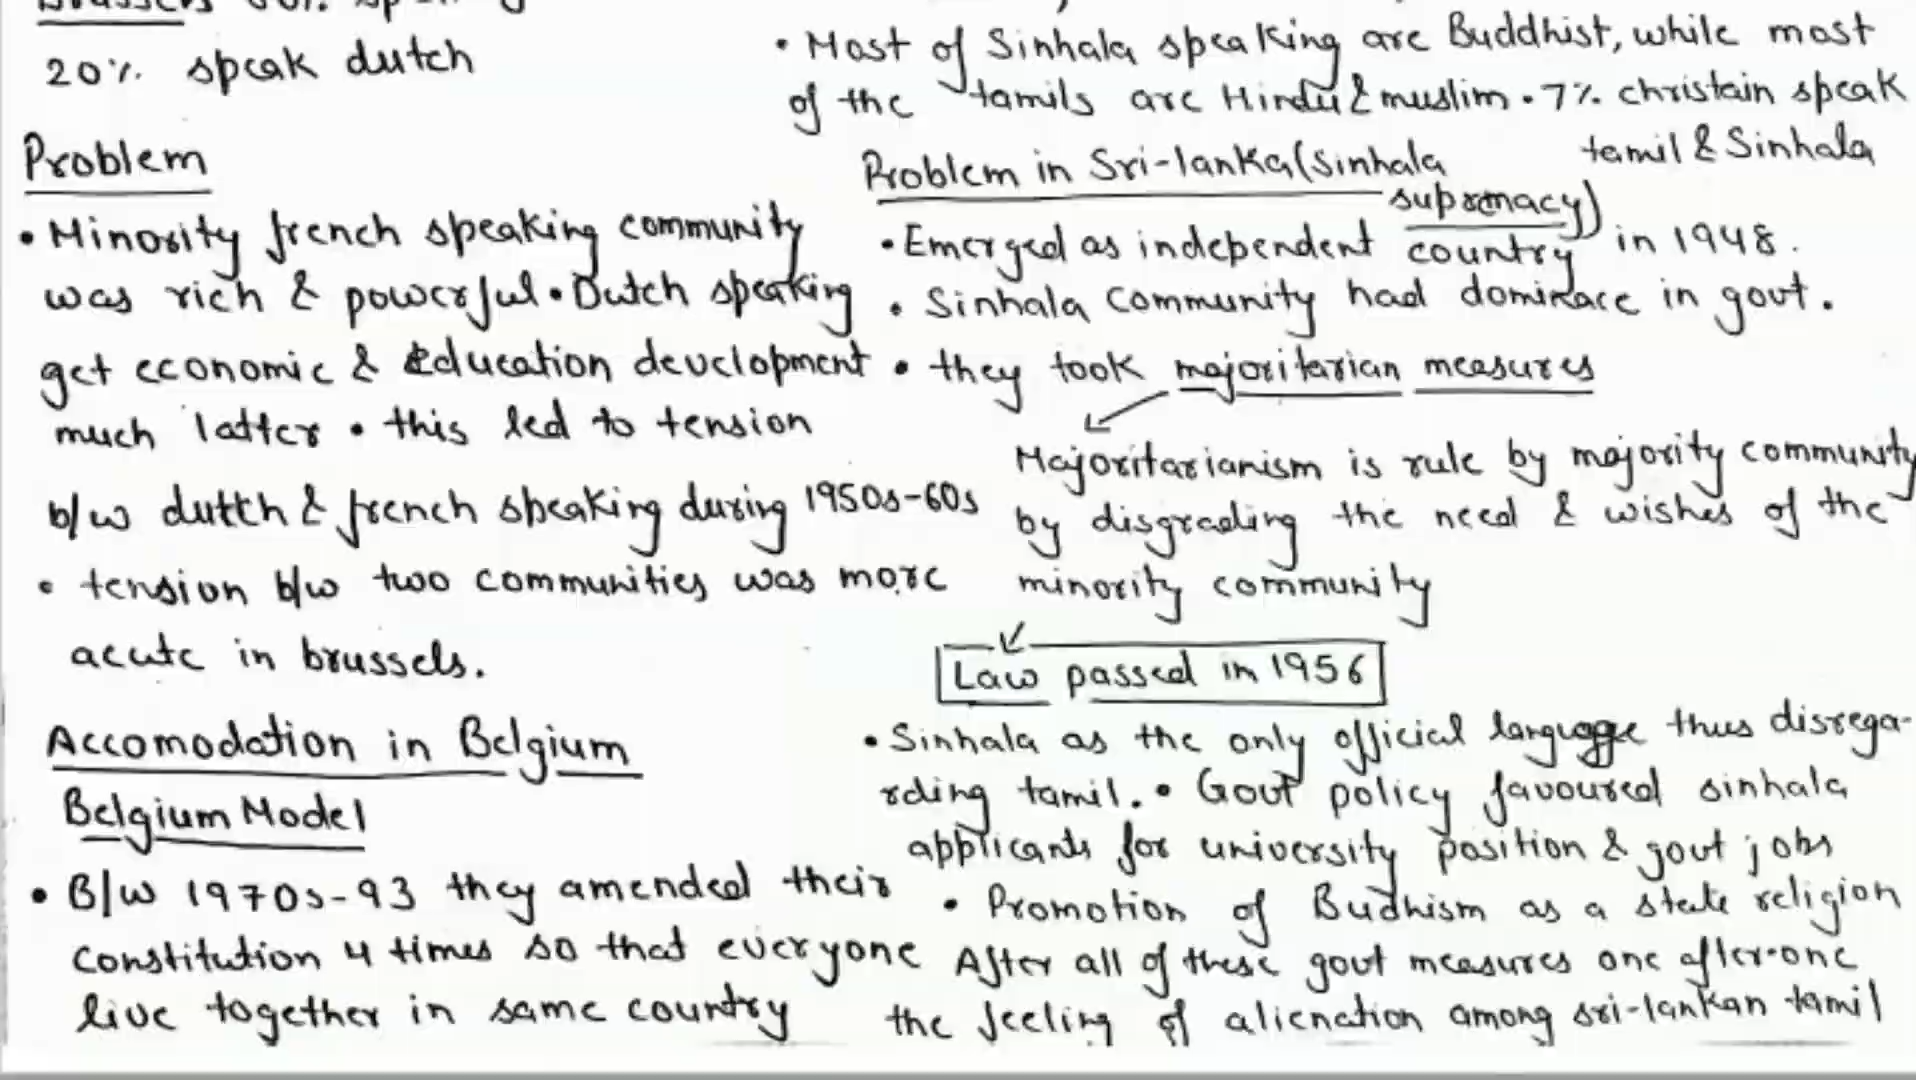 20% speak dutch
Problem
• Minority french speaking community
was rich & powerful • Dutch speaking
get economic & education development
much latter • this led to tension
b/w dutch & french speaking during 1950s-60s
• tension b/w two communities was more
acute in brussels.
Accomodation in Belgium
Belgium Model
• B/w 1970s-93 they amended their
constitution 4 times so that everyone
live together in same country
• Most of Sinhala speaking are Buddhist, while most
of the tamils are Hindu & muslim • 7% christain speak
tamil & Sinhala
Problem in Sri-lanka (sinhala
supremacy)
• Emerged as independent country in 1948.
• Sinhala community had dominace in govt.
• they took majoritarian measures
Majoritarianism is rule by majority community
by disgrading the need & wishes of the
minority community
Law passed in 1956
• Sinhala as the only official language thus disrega-
rding tamil. • Govt policy favoured sinhala
applicants for university position & govt jobs
• Promotion of Budhism as a state religion
After all of these govt measures one after-one
the feeling of alienation among sri-lankan tamil